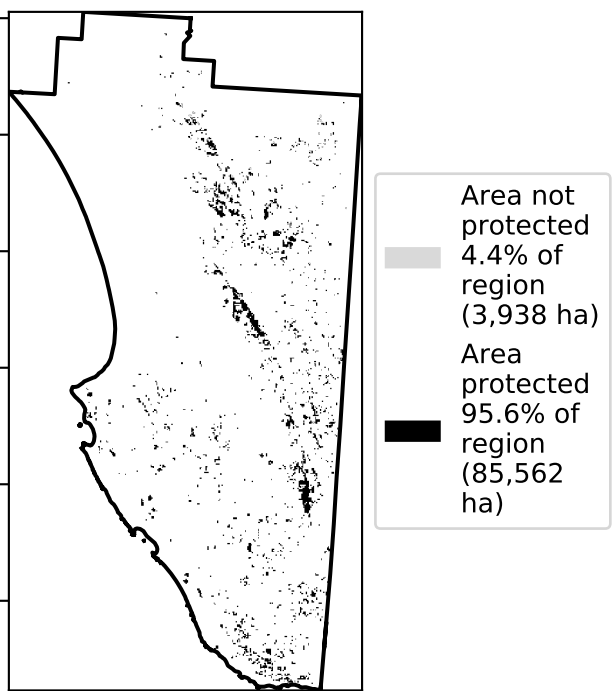 Area not
protected
4.4% of
region
(3,938 ha)
Area
protected
95.6% of
region
(85,562
ha)